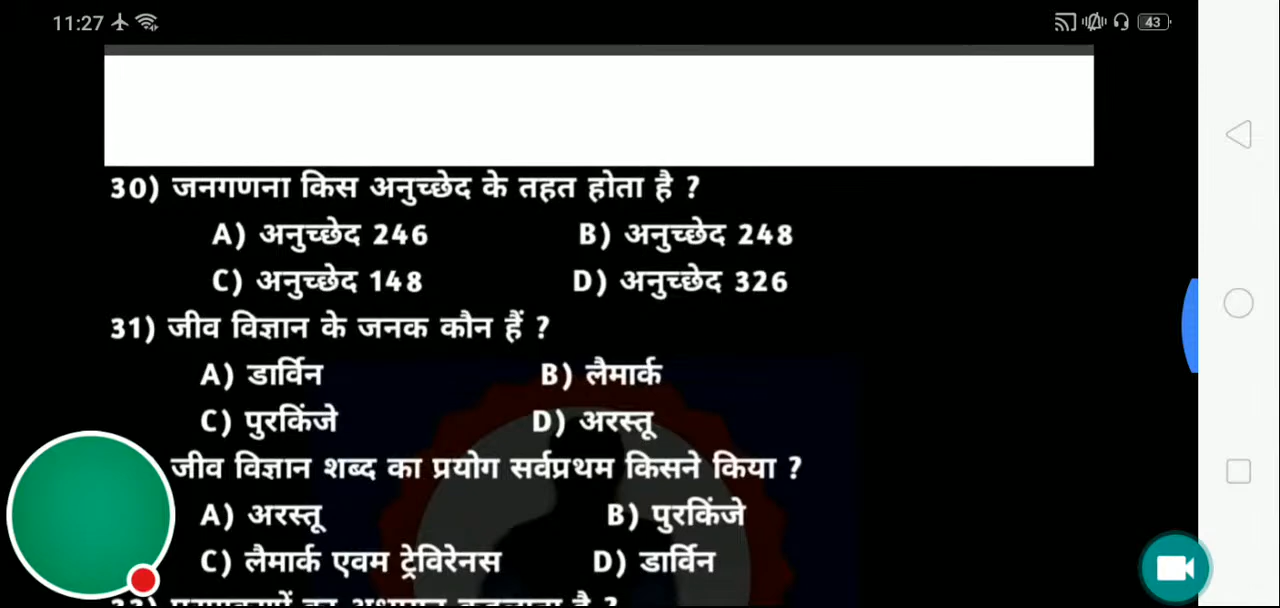 11:27
43
30) जनगणना किस अनुच्छेद के तहत होता है ?
A) अनुच्छेद 246 B) अनुच्छेद 248
C) अनुच्छेद 148 D) अनुच्छेद 326
31) जीव विज्ञान के जनक कौन हैं ?
A) डार्विन B) लैमार्क
C) पुरकिंजे D) अरस्तू
जीव विज्ञान शब्द का प्रयोग सर्वप्रथम किसने किया ?
A) अरस्तू B) पुरकिंजे
C) लैमार्क एवम ट्रेविरेनस D) डार्विन